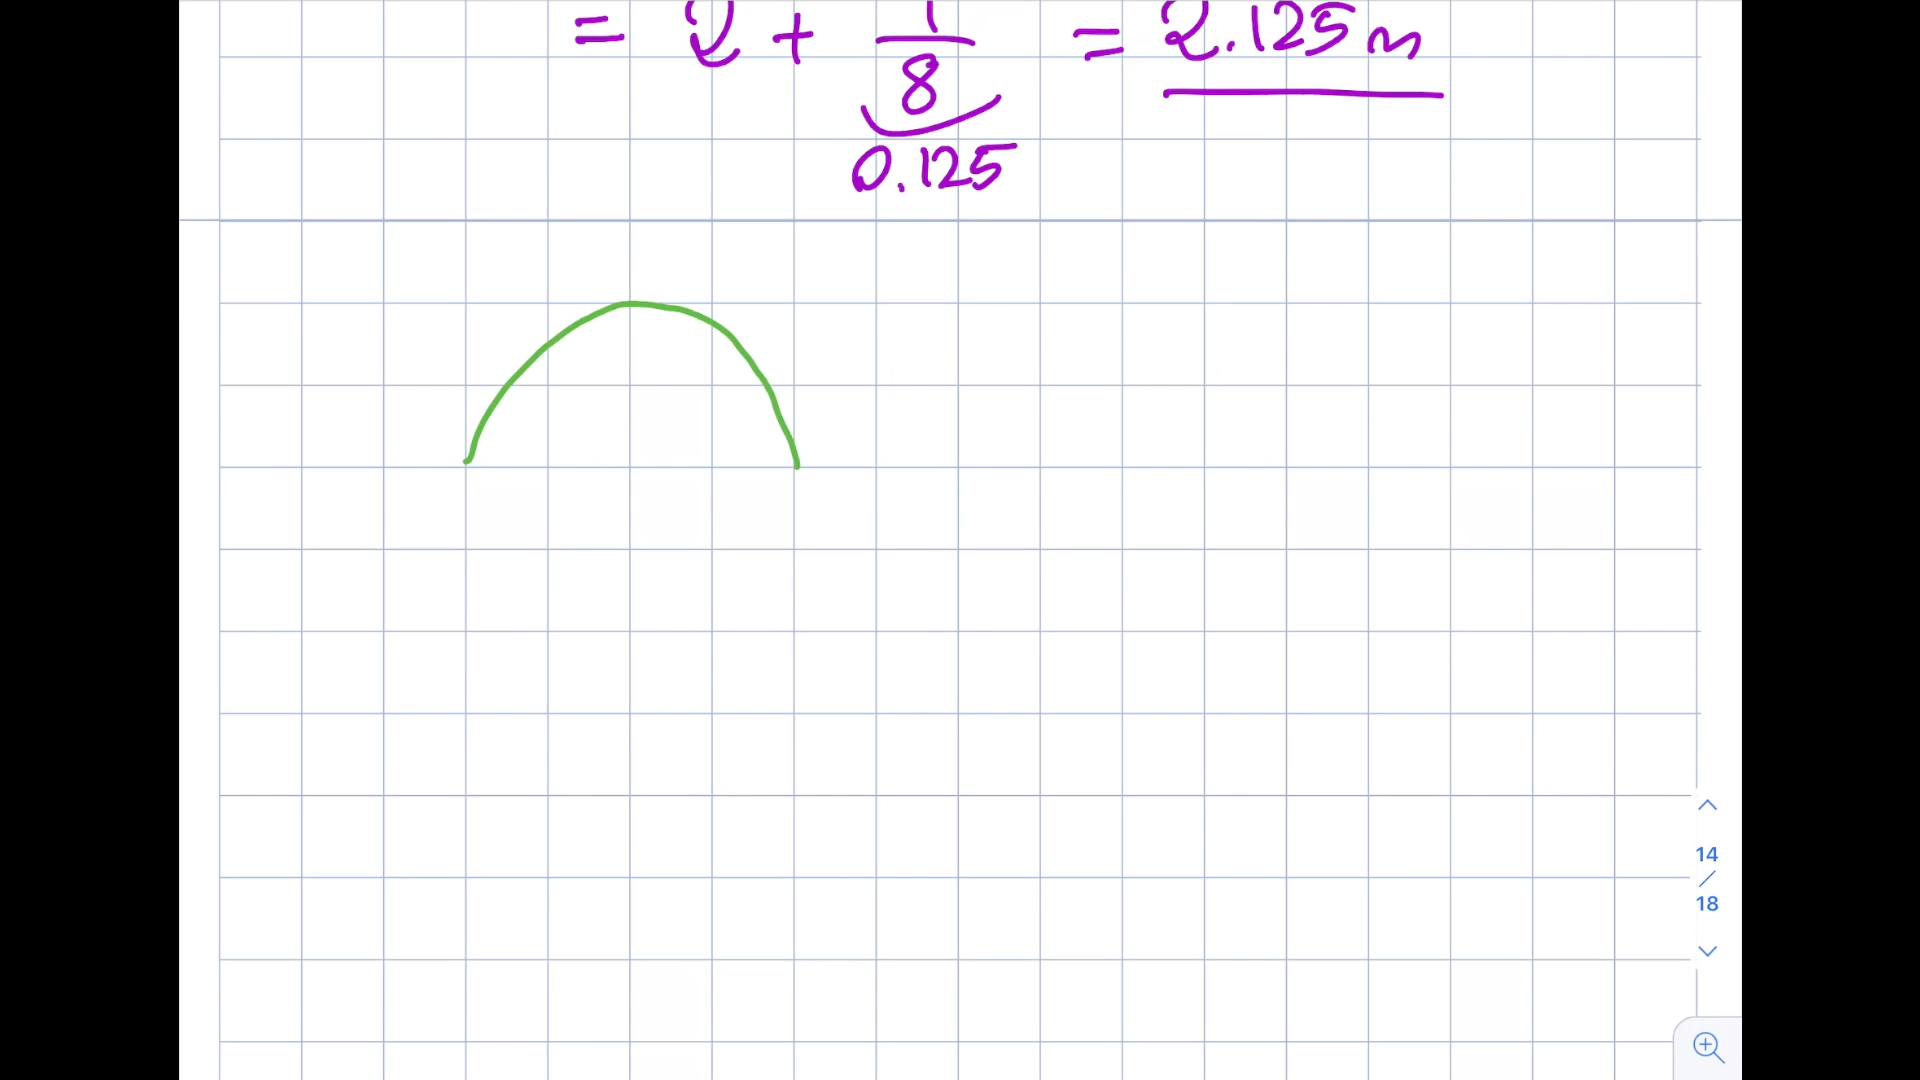 = 2 + 1/8 = 2.125 m
0.125
14
/
18